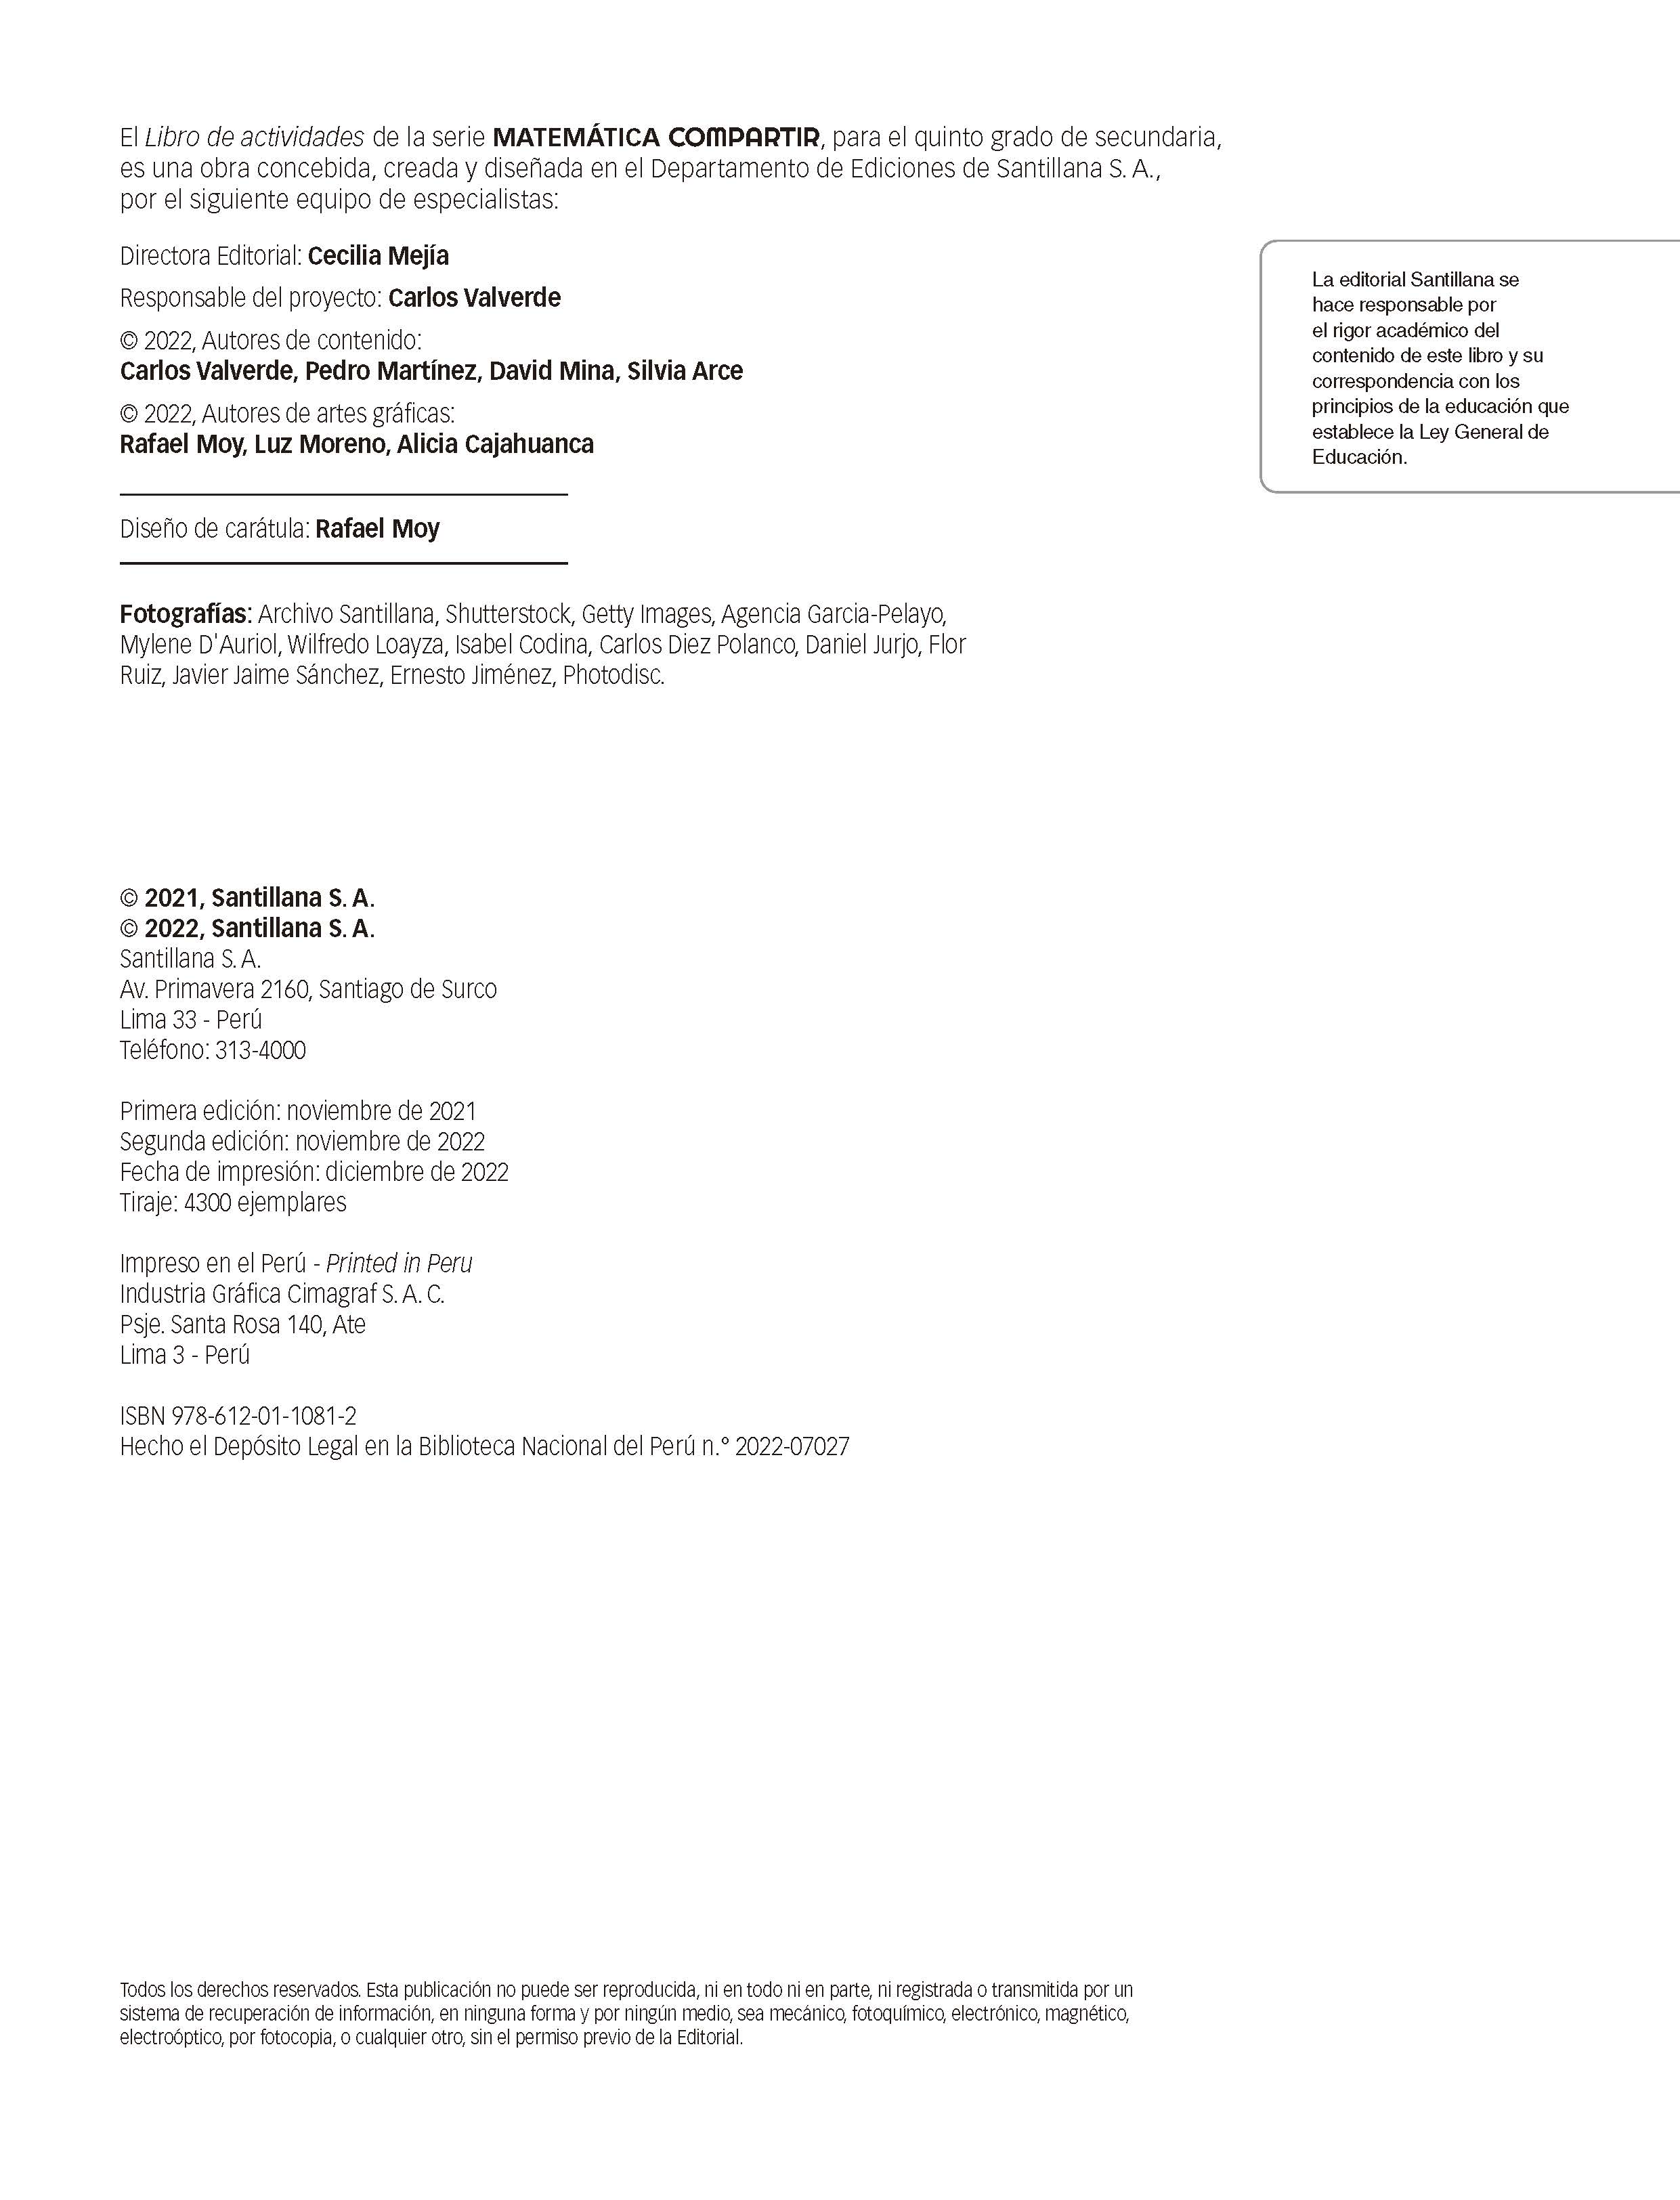 El Libro de actividades de la serie MATEMÁTICA COMPARTIR, para el quinto grado de secundaria,
es una obra concebida, creada y diseñada en el Departamento de Ediciones de Santillana S. A.,
por el siguiente equipo de especialistas:
Directora Editorial: Cecilia Mejía
Responsable del proyecto: Carlos Valverde
© 2022, Autores de contenido:
Carlos Valverde, Pedro Martínez, David Mina, Silvia Arce
© 2022, Autores de artes gráficas:
Rafael Moy, Luz Moreno, Alicia Cajahuanca
Diseño de carátula: Rafael Moy
Fotografías: Archivo Santillana, Shutterstock, Getty Images, Agencia Garcia-Pelayo,
Mylene D'Auriol, Wilfredo Loayza, Isabel Codina, Carlos Diez Polanco, Daniel Jurjo, Flor
Ruiz, Javier Jaime Sánchez, Ernesto Jiménez, Photodisc.
La editorial Santillana se
hace responsable por
el rigor académico del
contenido de este libro y su
correspondencia con los
principios de la educación que
establece la Ley General de
Educación.
© 2021, Santillana S. A.
© 2022, Santillana S. A.
Santillana S. A.
Av. Primavera 2160, Santiago de Surco
Lima 33 - Perú
Teléfono: 313-4000
Primera edición: noviembre de 2021
Segunda edición: noviembre de 2022
Fecha de impresión: diciembre de 2022
Tiraje: 4300 ejemplares
Impreso en el Perú - Printed in Peru
Industria Gráfica Cimagraf S. A. C.
Psje. Santa Rosa 140, Ate
Lima 3 - Perú
ISBN 978-612-01-1081-2
Hecho el Depósito Legal en la Biblioteca Nacional del Perú n.° 2022-07027
Todos los derechos reservados. Esta publicación no puede ser reproducida, ni en todo ni en parte, ni registrada o transmitida por un
sistema de recuperación de información, en ninguna forma y por ningún medio, sea mecánico, fotoquímico, electrónico, magnético,
electroóptico, por fotocopia, o cualquier otro, sin el permiso previo de la Editorial.